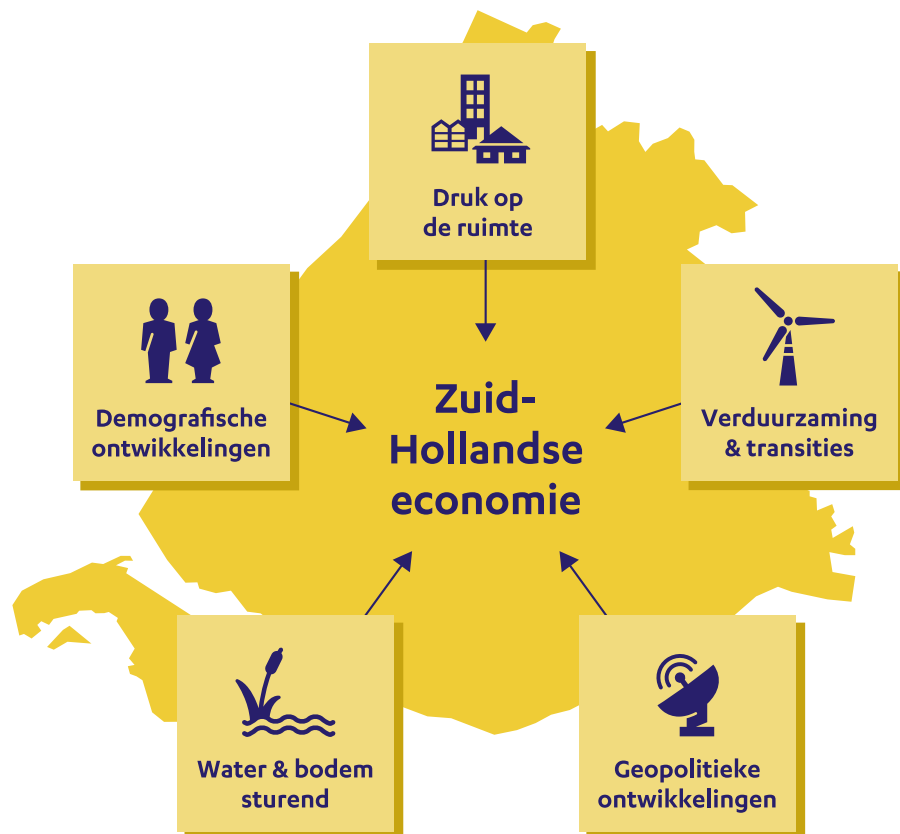 Druk op
de ruimte
Demografische
ontwikkelingen
Verduurzaming
& transities
Zuid-
Hollandse
economie
Water & bodem
sturend
Geopolitieke
ontwikkelingen